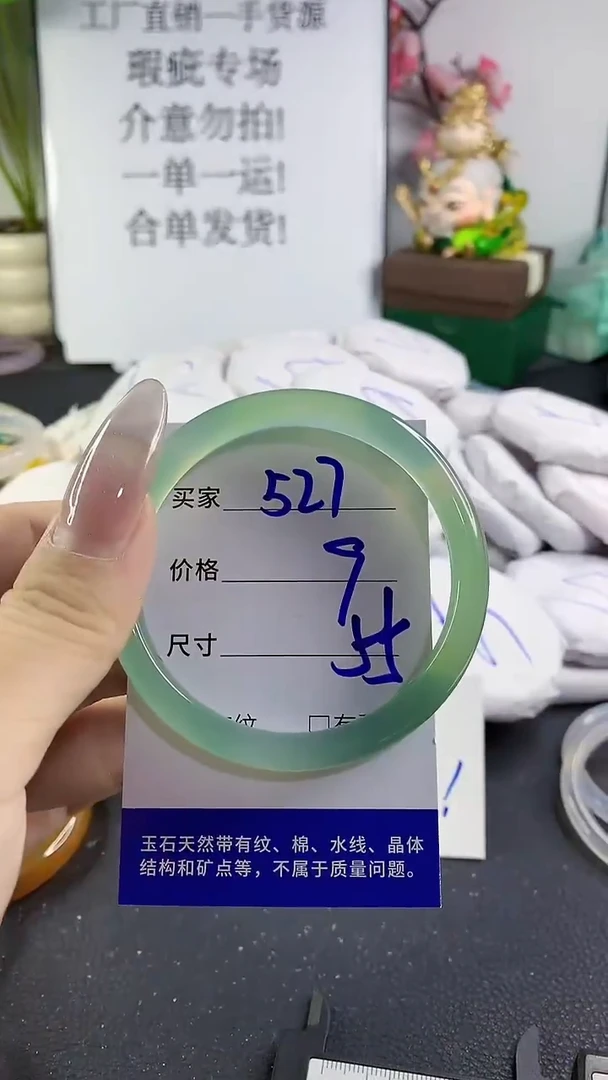 工厂直销一手货源
瑕疵专场
介意勿拍!
一单一运!
合单发货!
买家 527
价格 9
尺寸 55
纹 □有
!
玉石天然带有纹、棉、水线、晶体
结构和矿点等，不属于质量问题。